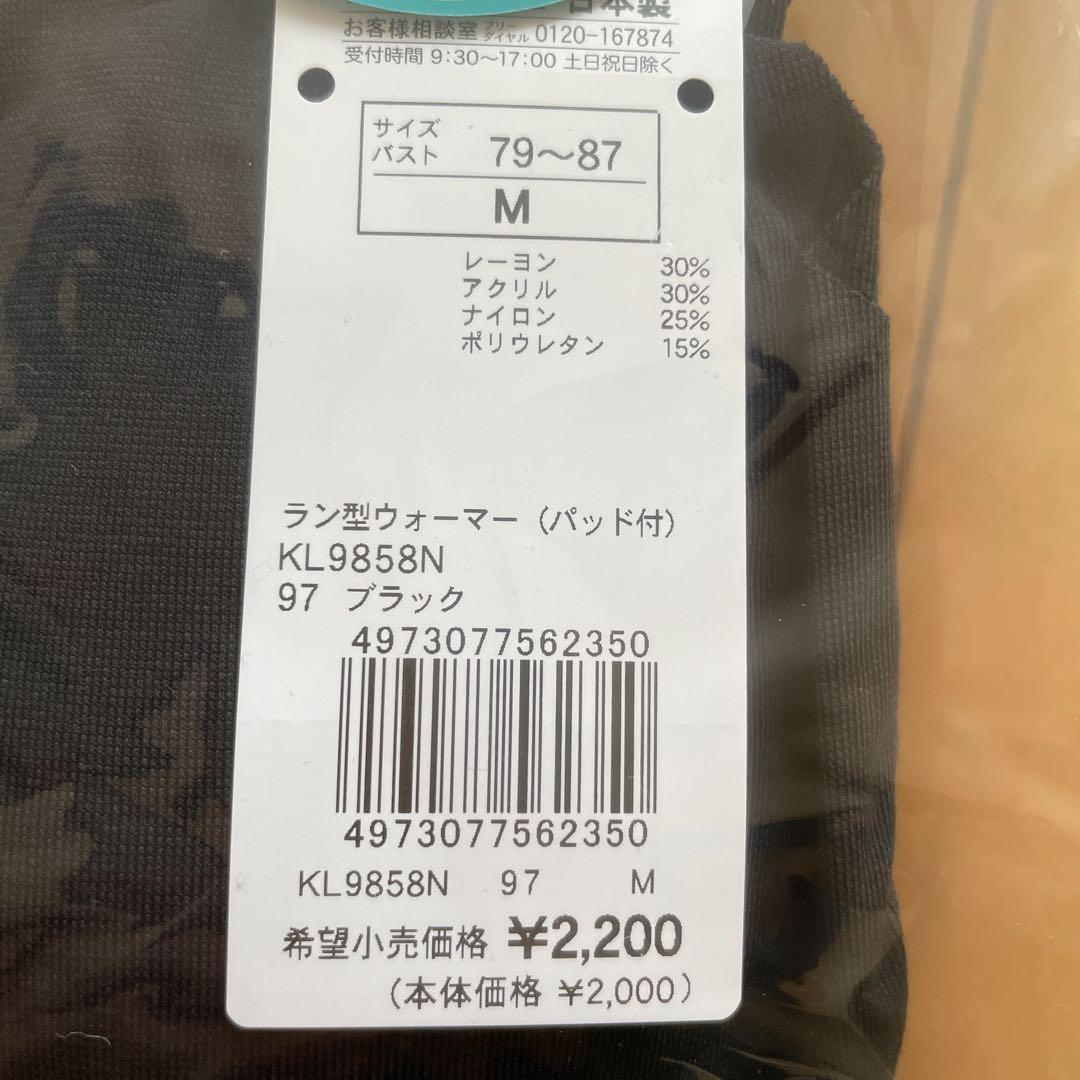 日本製
お客様相談室 フリーダイヤル 0120-167874
受付時間 9:30〜17:00 土日祝日除く
サイズ
バスト 79〜87
M
レーヨン 30%
アクリル 30%
ナイロン 25%
ポリウレタン 15%
ラン型ウォーマー（パッド付）
KL9858N
97 ブラック
4973077562350
4973077562350
KL9858N 97 M
希望小売価格 ¥2,200
（本体価格 ¥2,000）